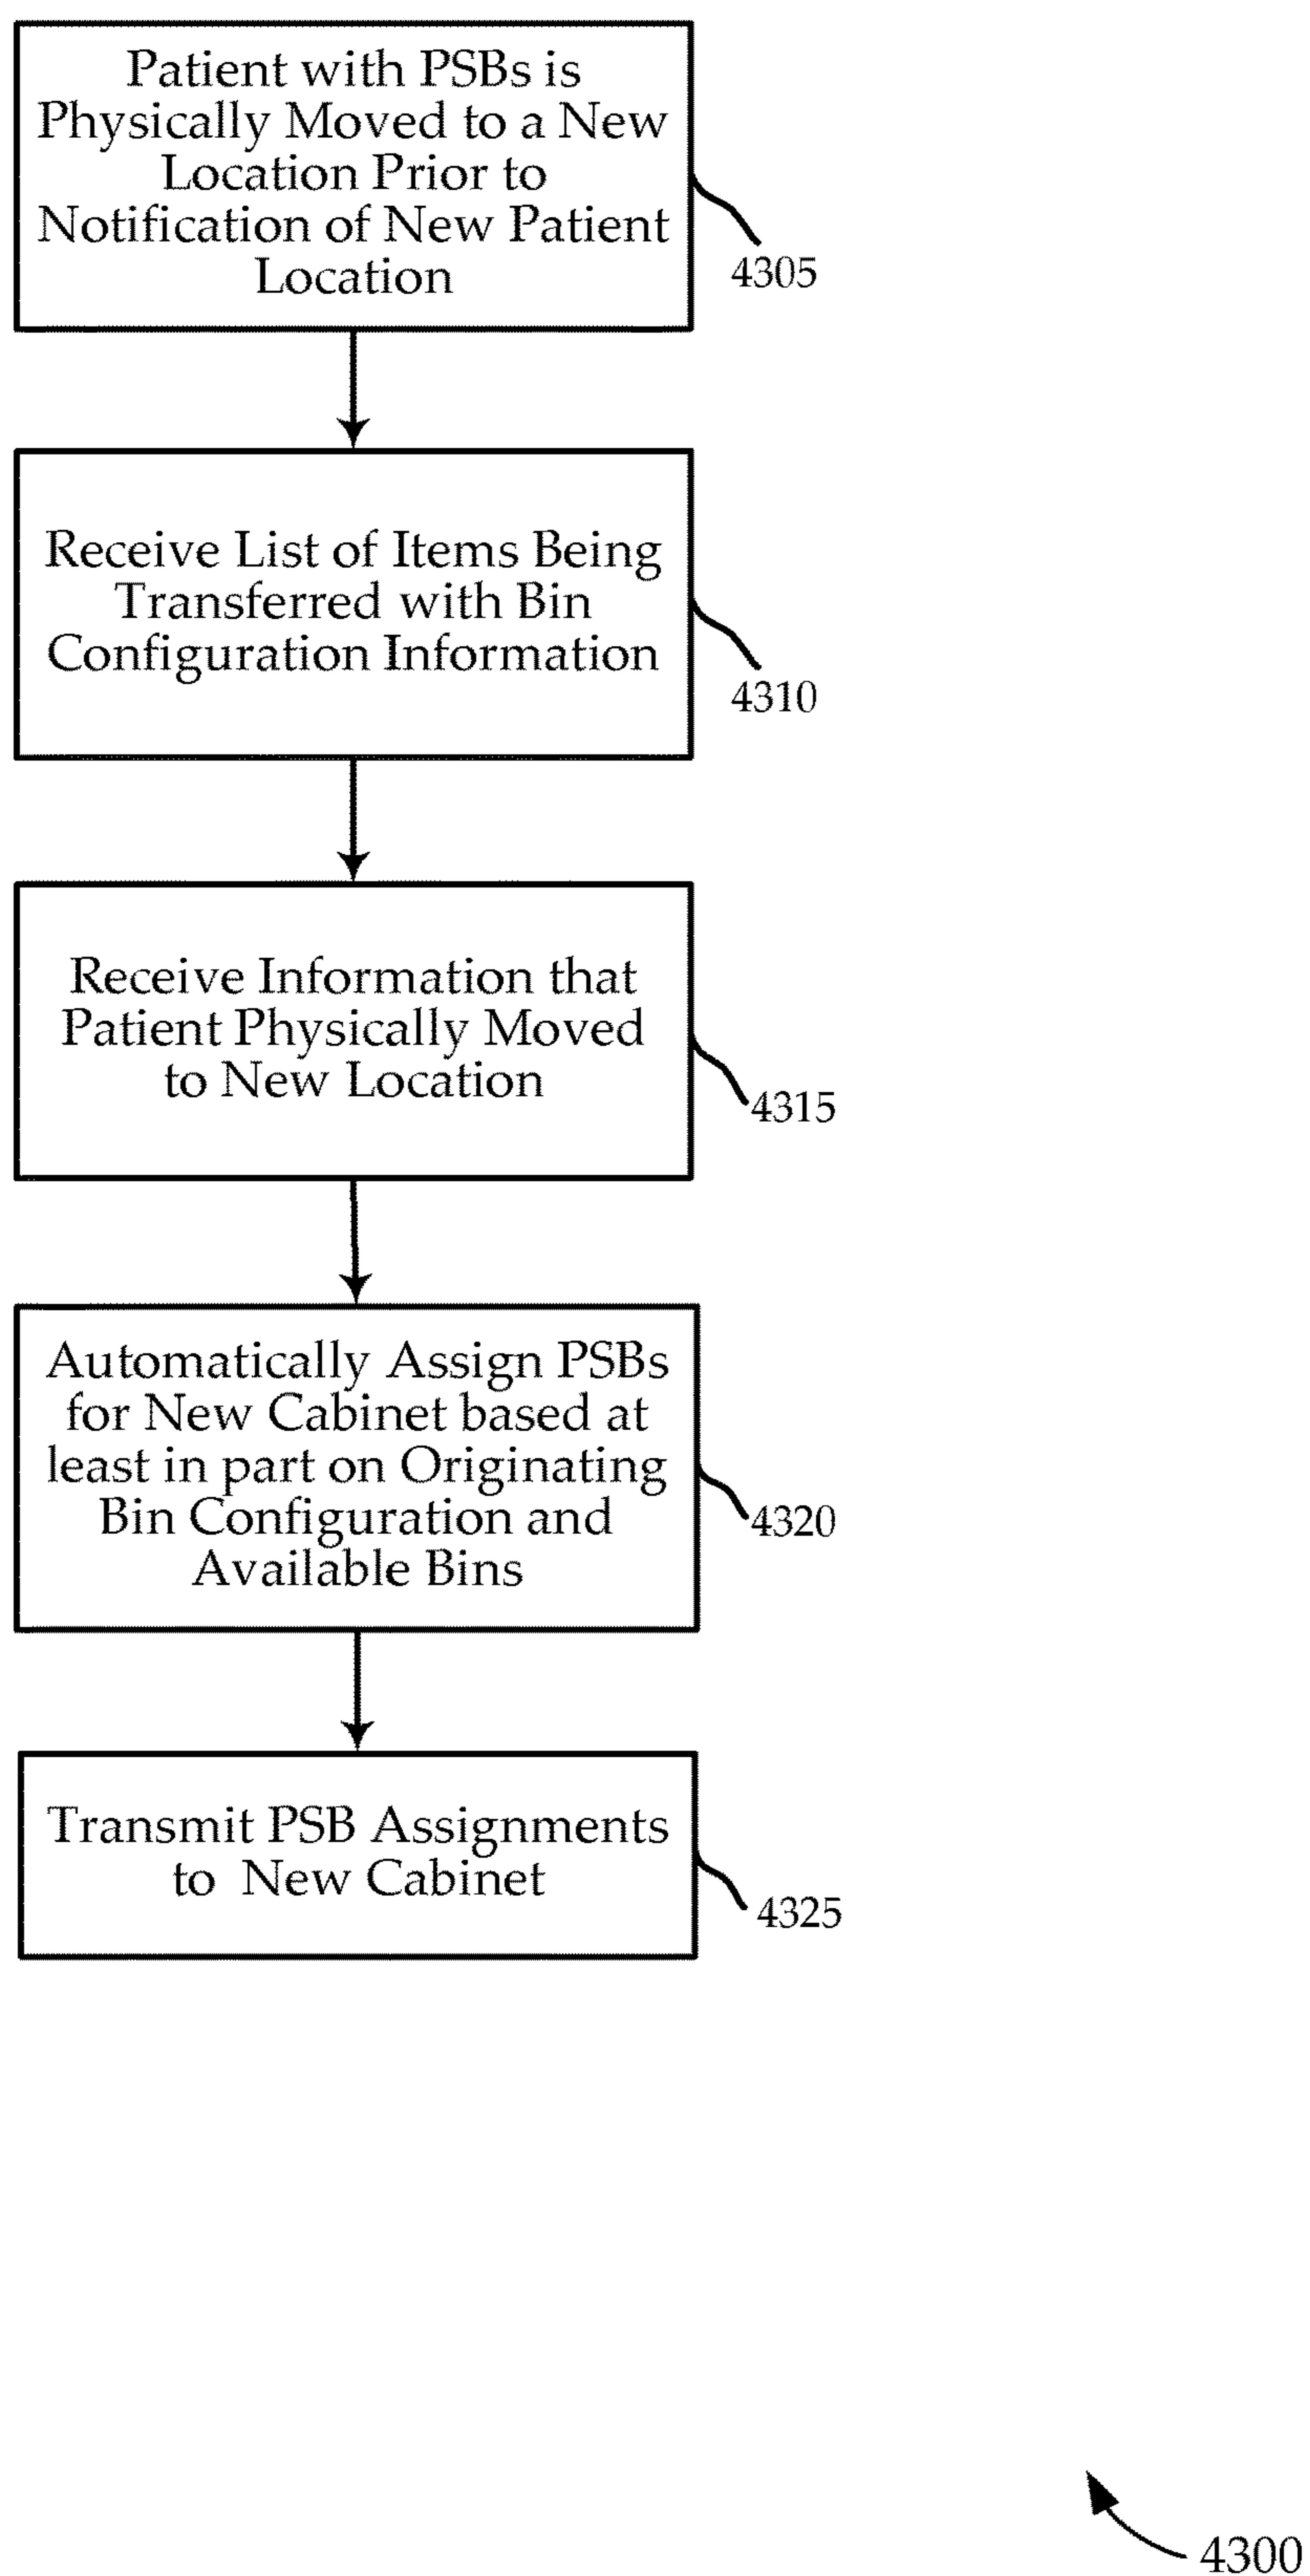 Patient with PSBs is
Physically Moved to a New
Location Prior to
Notification of New Patient
Location
4305
Receive List of Items Being
Transferred with Bin
Configuration Information
4310
Receive Information that
Patient Physically Moved
to New Location
4315
Automatically Assign PSBs
for New Cabinet based at
least in part on Originating
Bin Configuration and
Available Bins
4320
Transmit PSB Assignments
to New Cabinet
4325
4300